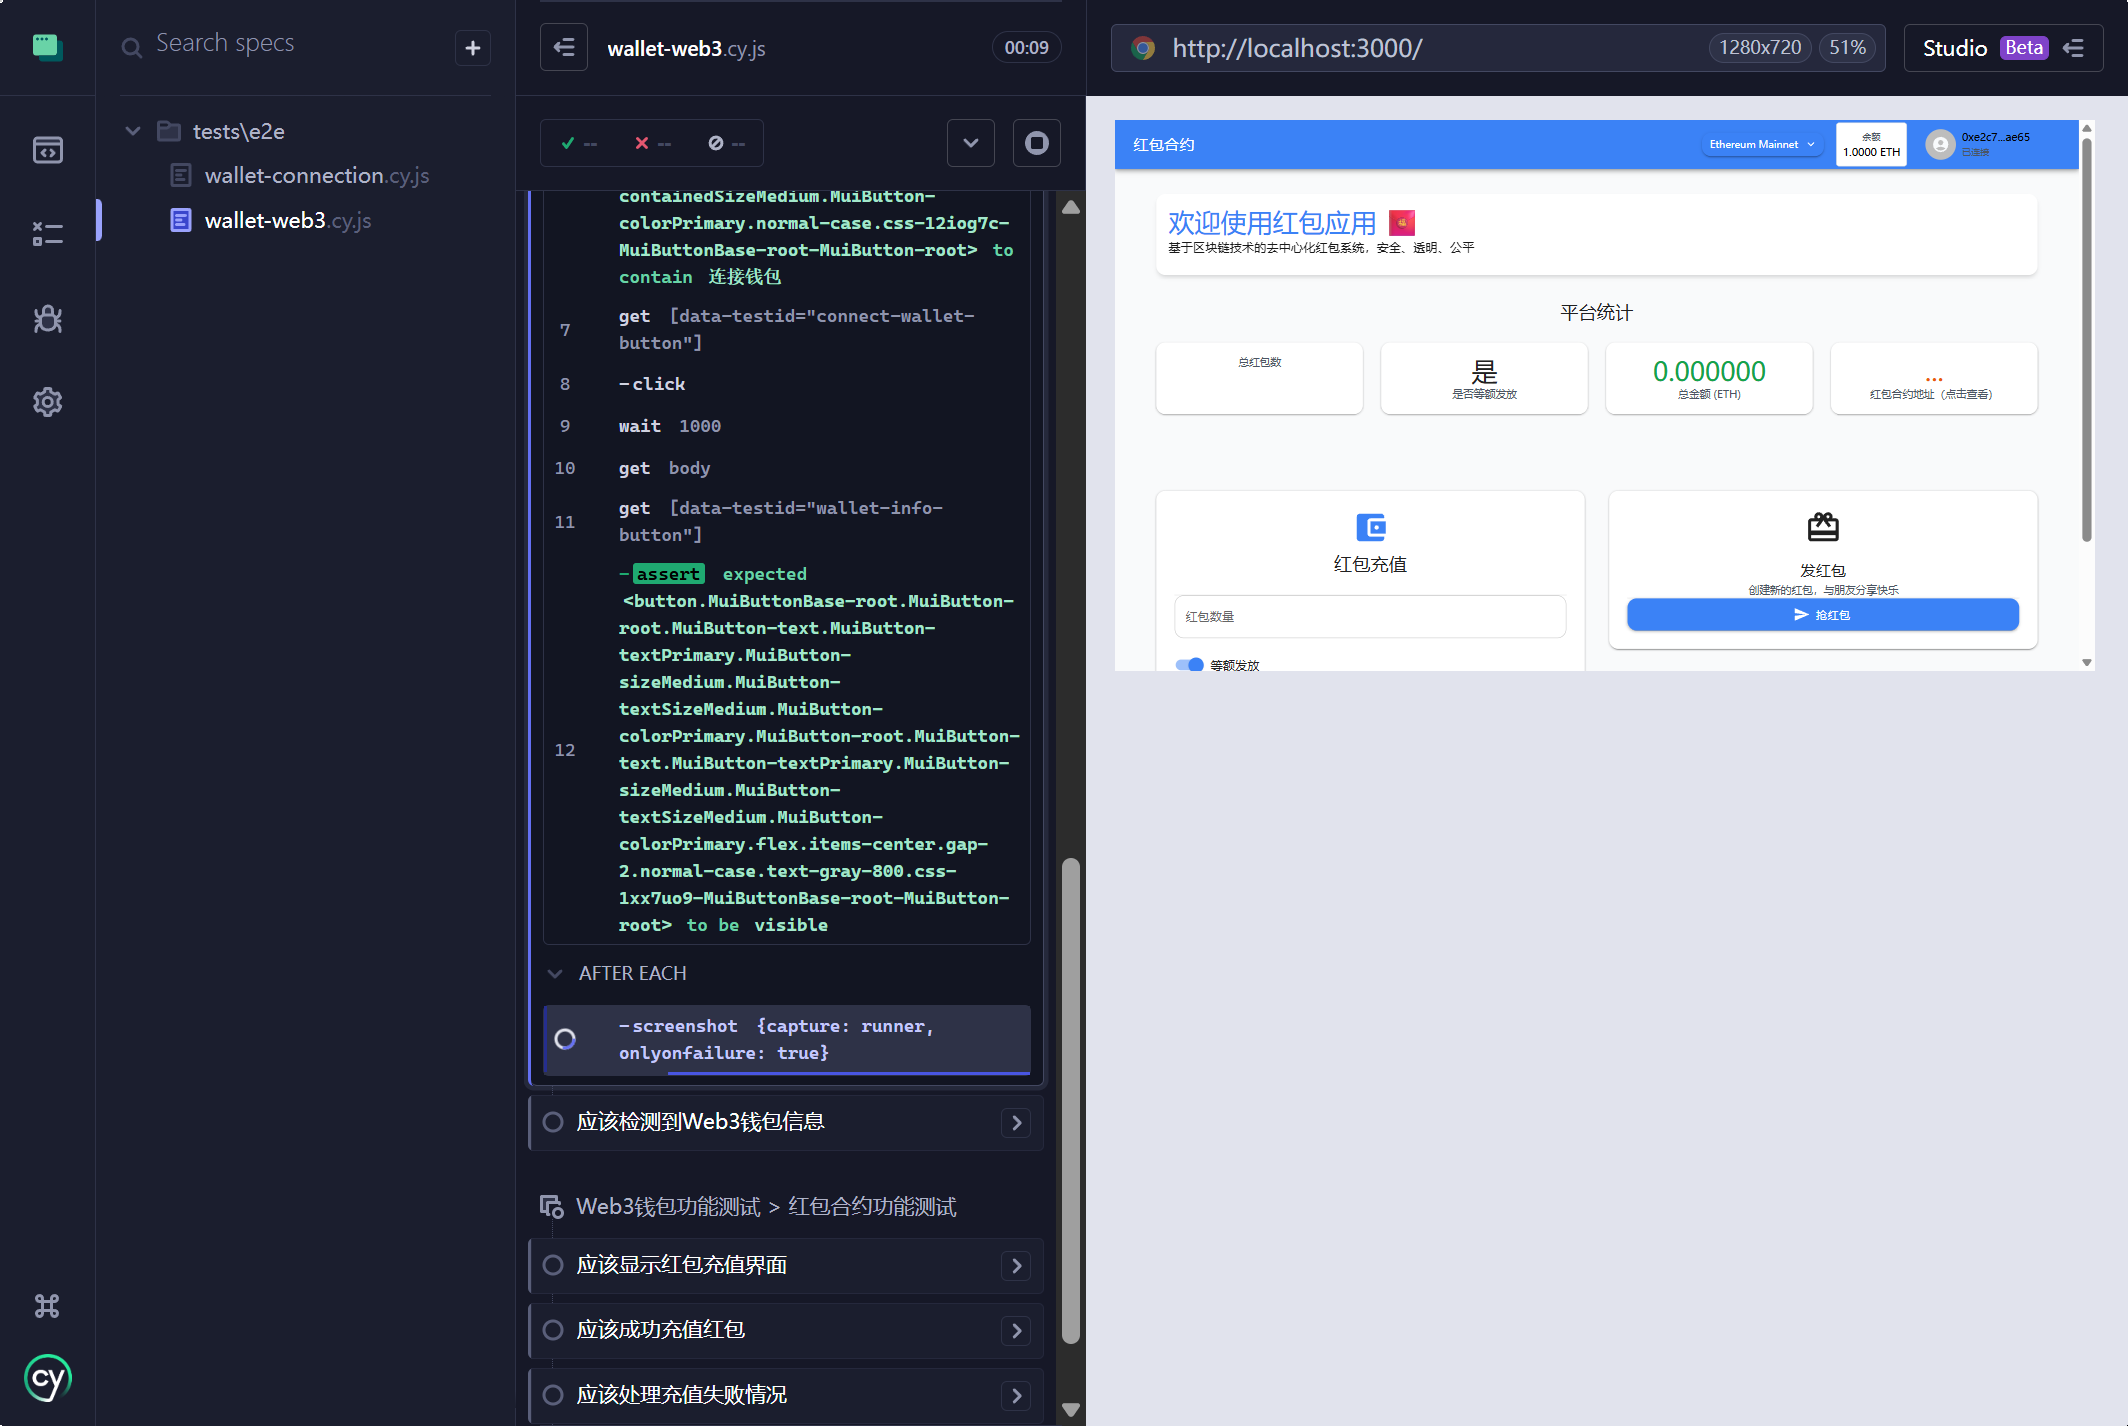 Search specs
tests\e2e
wallet-connection.cy.js
wallet-web3.cy.js
cy
wallet-web3.cy.js
00:09
--
--
--
containedSizeMedium.MuiButton-
colorPrimary.normal-case.css-12iog7c-
MuiButtonBase-root-MuiButton-root> to
contain 连接钱包
7 get [data-testid="connect-wallet-
button"]
8 -click
9 wait 1000
10 get body
11 get [data-testid="wallet-info-
button"]
12 -assert expected
<button.MuiButtonBase-root.MuiButton-
root.MuiButton-text.MuiButton-
textPrimary.MuiButton-
sizeMedium.MuiButton-
textSizeMedium.MuiButton-
colorPrimary.MuiButton-root.MuiButton-
text.MuiButton-textPrimary.MuiButton-
sizeMedium.MuiButton-
textSizeMedium.MuiButton-
colorPrimary.flex.items-center.gap-
2.normal-case.text-gray-800.css-
1xx7uo9-MuiButtonBase-root-MuiButton-
root> to be visible
AFTER EACH
-screenshot {capture: runner,
onlyonfailure: true}
应该检测到Web3钱包信息
Web3钱包功能测试 > 红包合约功能测试
应该显示红包充值界面
应该成功充值红包
应该处理充值失败情况
http://localhost:3000/
1280x720
51%
Studio Beta
红包合约
Ethereum Mainnet
余额
1.0000 ETH
0xe2c7...ae65
已连接
欢迎使用红包应用
福
基于区块链技术的去中心化红包系统，安全、透明、公平
平台统计
总红包数
是
是否等额发放
0.000000
总金额 (ETH)
...
红包合约地址（点击查看）
红包充值
红包数量
等额发放
发红包
创建新的红包，与朋友分享快乐
抢红包